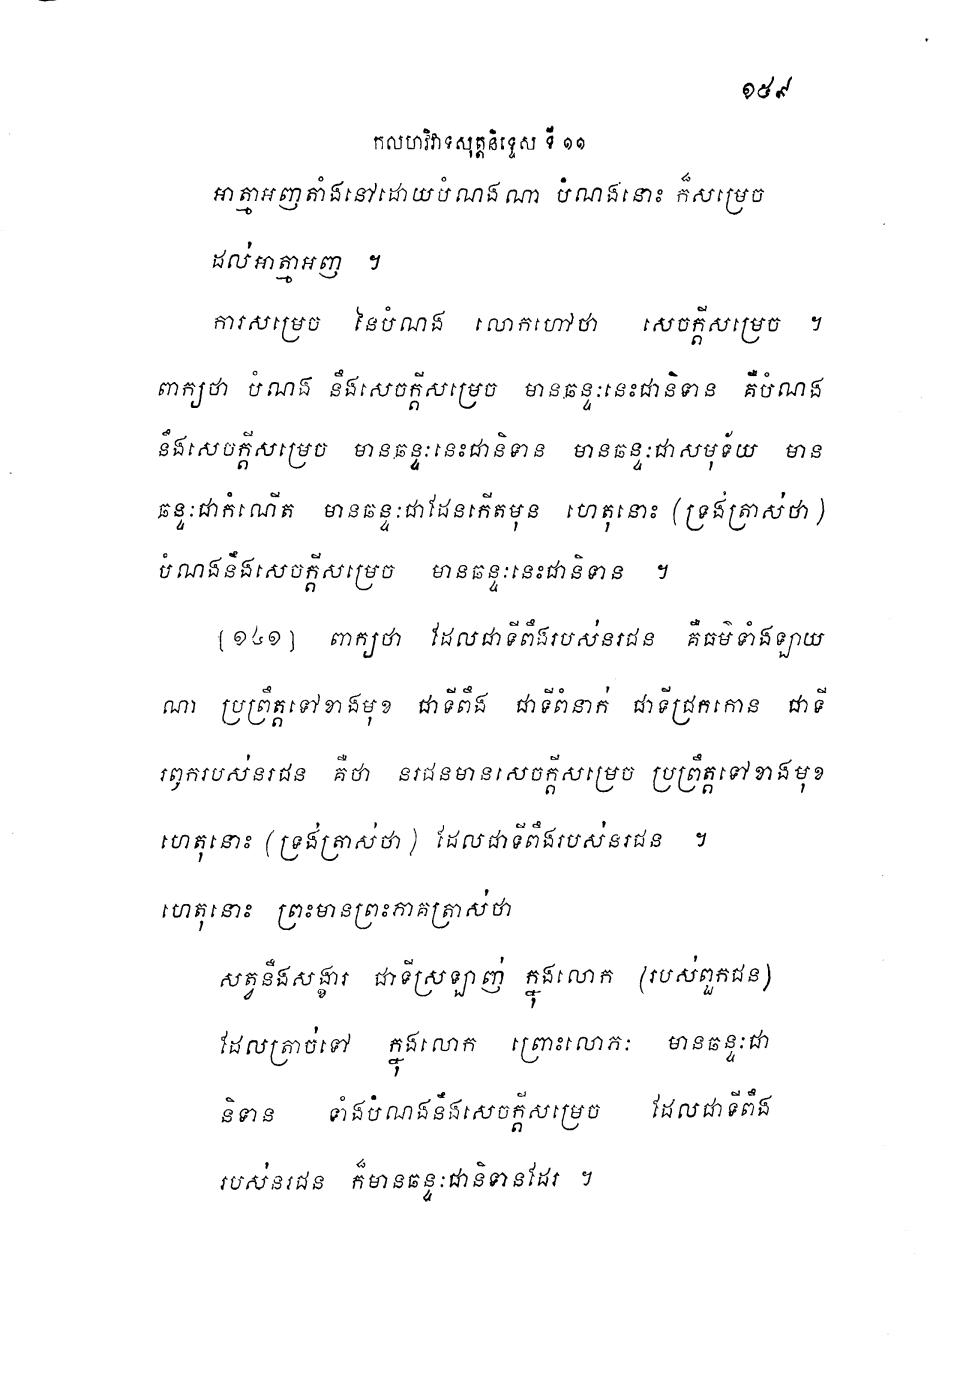 ១៥៩
កលហវិវាទសុត្តនិទ្ទេស ទី ១១
អាត្មាអញតាំងនៅដោយបំណងណា បំណងនោះ ក៏សម្រេច
ដល់អាត្មាអញ ។
ការសម្រេច នៃបំណង លោកហៅថា សេចក្តីសម្រេច ។
ពាក្យថា បំណង នឹងសេចក្តីសម្រេច មានឆន្ទៈនេះជានិទាន គឺបំណង
នឹងសេចក្តីសម្រេច មានឆន្ទៈនេះជានិទាន មានឆន្ទៈជាសមុទ័យ មាន
ឆន្ទៈជាកំណើត មានឆន្ទៈជាដែនកើតមុន ហេតុនោះ (ទ្រង់ត្រាស់ថា)
បំណងនឹងសេចក្តីសម្រេច មានឆន្ទៈនេះជានិទាន ។
[១៤១] ពាក្យថា ដែលជាទីពឹងរបស់នរជន គឺធម៌ទាំងឡាយ
ណា ប្រព្រឹត្តទៅខាងមុខ ជាទីពឹង ជាទីពំនាក់ ជាទីជ្រកកោន ជាទី
រឭករបស់នរជន គឺថា នរជនមានសេចក្តីសម្រេច ប្រព្រឹត្តទៅខាងមុខ
ហេតុនោះ (ទ្រង់ត្រាស់ថា) ដែលជាទីពឹងរបស់នរជន ។
ហេតុនោះ ព្រះមានព្រះភាគត្រាស់ថា
សត្វនឹងសង្ខារ ជាទីស្រឡាញ់ ក្នុងលោក (របស់ពួកជន)
ដែលត្រាច់ទៅ ក្នុងលោក ព្រោះលោភៈ មានឆន្ទៈជា
និទាន ទាំងបំណងនឹងសេចក្តីសម្រេច ដែលជាទីពឹង
របស់នរជន ក៏មានឆន្ទៈជានិទានដែរ ។